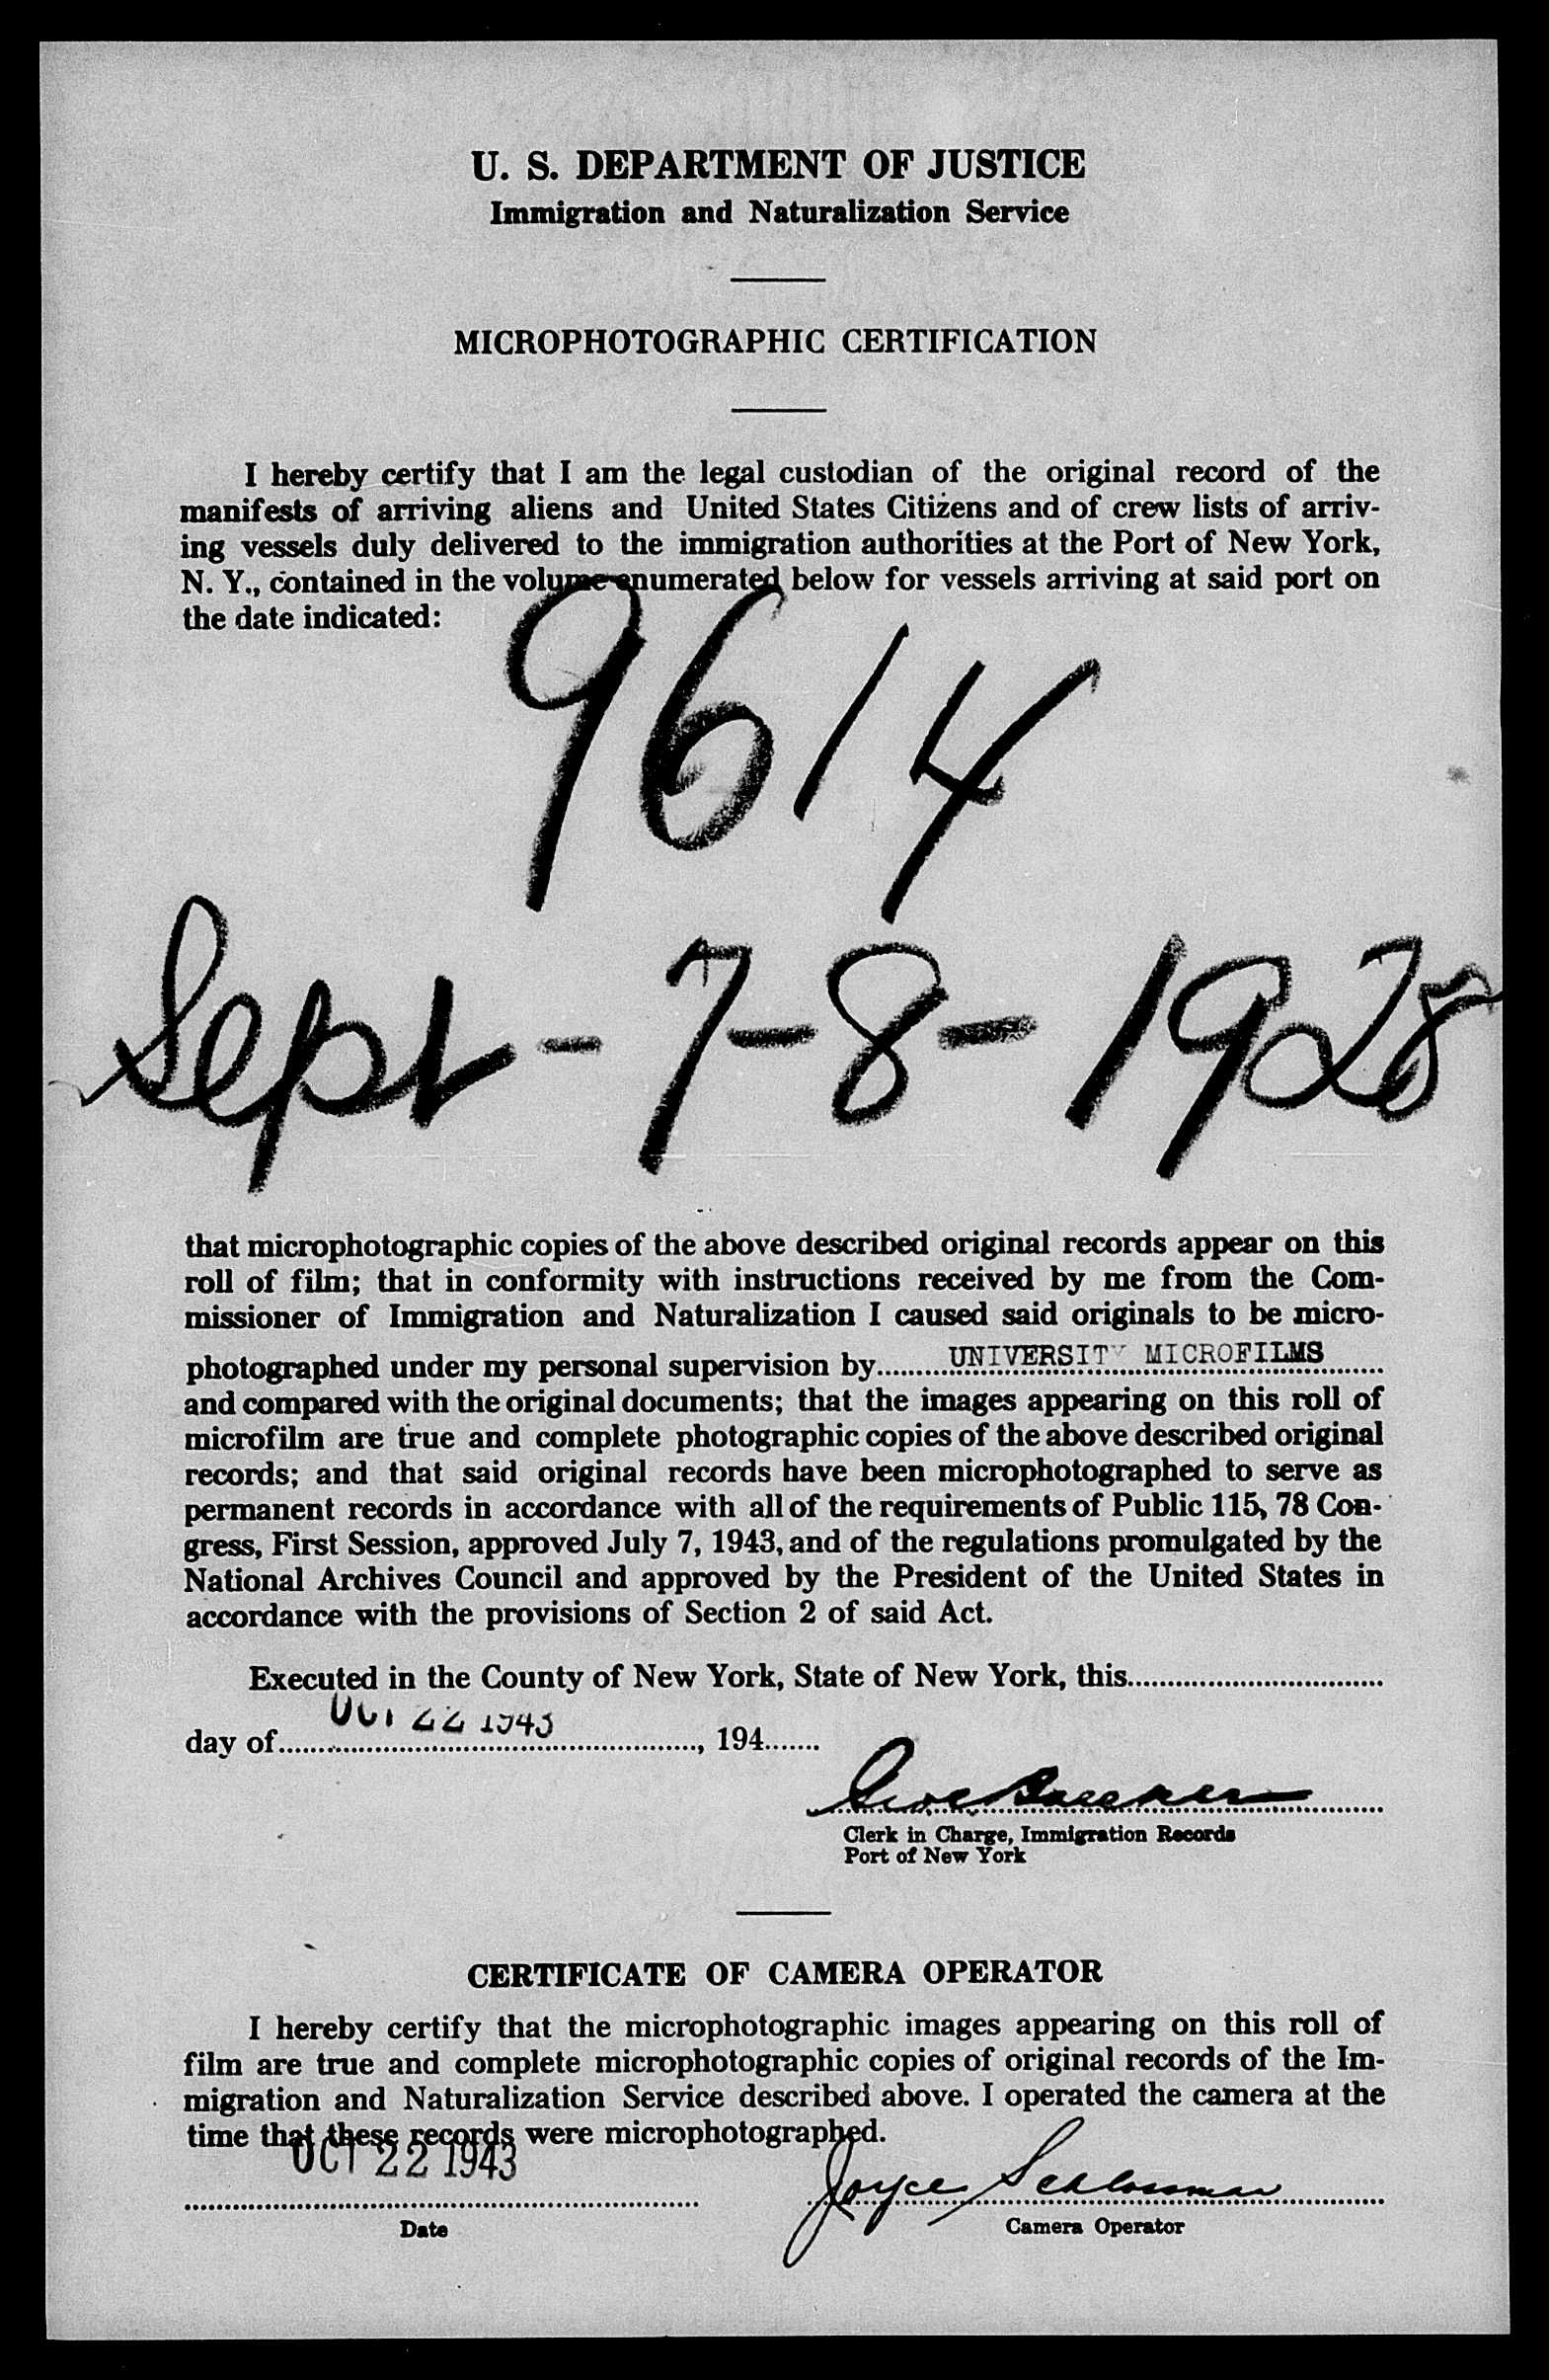 U. S. DEPARTMENT OF JUSTICE
Immigration and Naturalization Service
MICROPHOTOGRAPHIC CERTIFICATION
I hereby certify that I am the legal custodian of the original record of the
manifests of arriving aliens and United States Citizens and of crew lists of arriv-
ing vessels duly delivered to the immigration authorities at the Port of New York,
N. Y., contained in the volume enumerated below for vessels arriving at said port on
the date indicated:
9614
Sept - 7 - 8 - 1928
that microphotographic copies of the above described original records appear on this
roll of film; that in conformity with instructions received by me from the Com-
missioner of Immigration and Naturalization I caused said originals to be micro-
photographed under my personal supervision by UNIVERSITY MICROFILMS
and compared with the original documents; that the images appearing on this roll of
microfilm are true and complete photographic copies of the above described original
records; and that said original records have been microphotographed to serve as
permanent records in accordance with all of the requirements of Public 115, 78 Con-
gress, First Session, approved July 7, 1943, and of the regulations promulgated by the
National Archives Council and approved by the President of the United States in
accordance with the provisions of Section 2 of said Act.
Executed in the County of New York, State of New York, this
day of OCT 22 1943, 194
Clerk in Charge, Immigration Records
Port of New York
CERTIFICATE OF CAMERA OPERATOR
I hereby certify that the microphotographic images appearing on this roll of
film are true and complete microphotographic copies of original records of the Im-
migration and Naturalization Service described above. I operated the camera at the
time that these records were microphotographed.
OCT 22 1943 Joyce Schlossman
Date Camera Operator